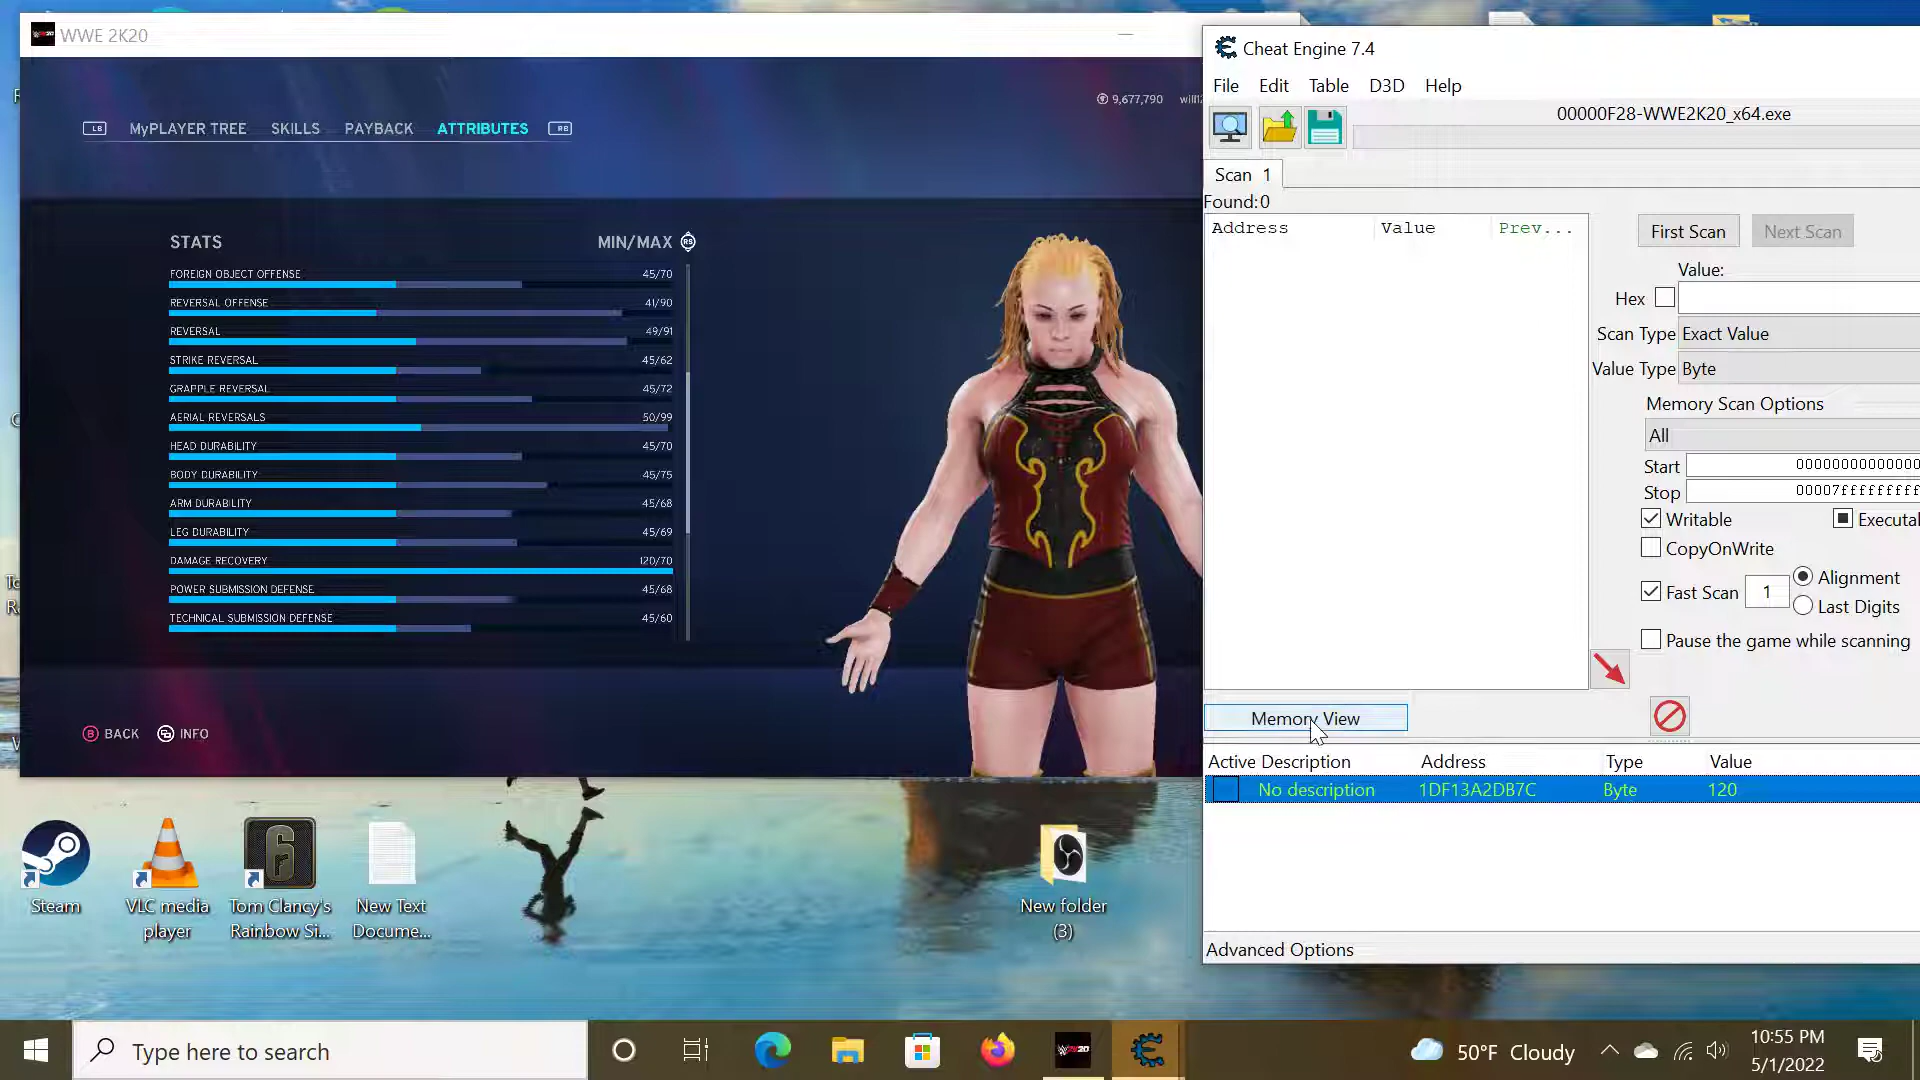 WWE 2K20
9,677,790
LB MyPLAYER TREE SKILLS PAYBACK ATTRIBUTES RB
STATS MIN/MAX RS
FOREIGN OBJECT OFFENSE 45/70
REVERSAL OFFENSE 41/90
REVERSAL 49/91
STRIKE REVERSAL 45/62
GRAPPLE REVERSAL 45/72
AERIAL REVERSALS 50/99
HEAD DURABILITY 45/70
BODY DURABILITY 45/75
ARM DURABILITY 45/68
LEG DURABILITY 45/69
DAMAGE RECOVERY 120/70
POWER SUBMISSION DEFENSE 45/68
TECHNICAL SUBMISSION DEFENSE 45/60
B BACK INFO
Cheat Engine 7.4
File Edit Table D3D Help
00000F28-WWE2K20_x64.exe
Scan 1
Found:0
Address Value Prev...
First Scan Next Scan
Value:
Hex
Scan Type Exact Value
Value Type Byte
Memory Scan Options
All
Start 0000000000000
Stop 00007fffffffff
Writable Executal
CopyOnWrite
Fast Scan 1 Alignment
Last Digits
Pause the game while scanning
Memory View
Active Description Address Type Value
No description 1DF13A2DB7C Byte 120
Advanced Options
Steam
VLC media
player
Tom Clancy's
Rainbow Si...
New Text
Docume...
New folder
(3)
Type here to search
50°F Cloudy
10:55 PM
5/1/2022